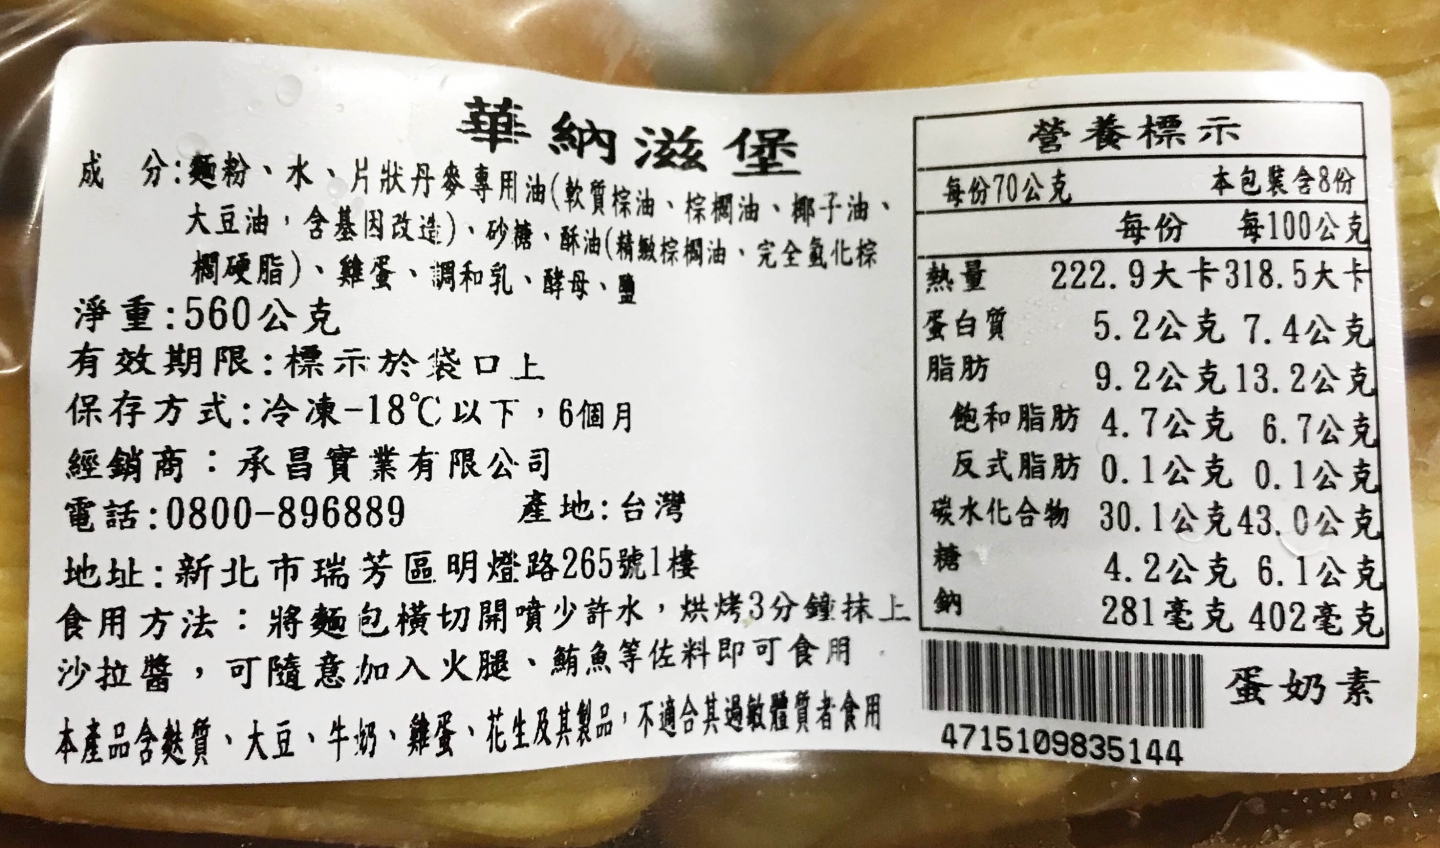 華納滋堡
成　分:麵粉、水、片狀丹麥專用油(軟質棕油、棕櫚油、椰子油、
大豆油，含基因改造)、砂糖、酥油(精緻棕櫚油、完全氫化棕
櫚硬脂)、雞蛋、調和乳、酵母、鹽
淨重:560公克
有效期限:標示於袋口上
保存方式:冷凍-18℃以下，6個月
經銷商：承昌實業有限公司
電話:0800-896889　產地:台灣
地址:新北市瑞芳區明燈路265號1樓
食用方法：將麵包橫切開噴少許水，烘烤3分鐘抹上
沙拉醬，可隨意加入火腿、鮪魚等佐料即可食用
本產品含麩質、大豆、牛奶、雞蛋、花生及其製品，不適合其過敏體質者食用
營養標示
每份70公克　本包裝含8份
每份　每100公克
熱量　222.9大卡 318.5大卡
蛋白質　5.2公克 7.4公克
脂肪　9.2公克 13.2公克
飽和脂肪 4.7公克 6.7公克
反式脂肪 0.1公克 0.1公克
碳水化合物 30.1公克 43.0公克
糖　4.2公克 6.1公克
鈉　281毫克 402毫克
蛋奶素
4715109835144